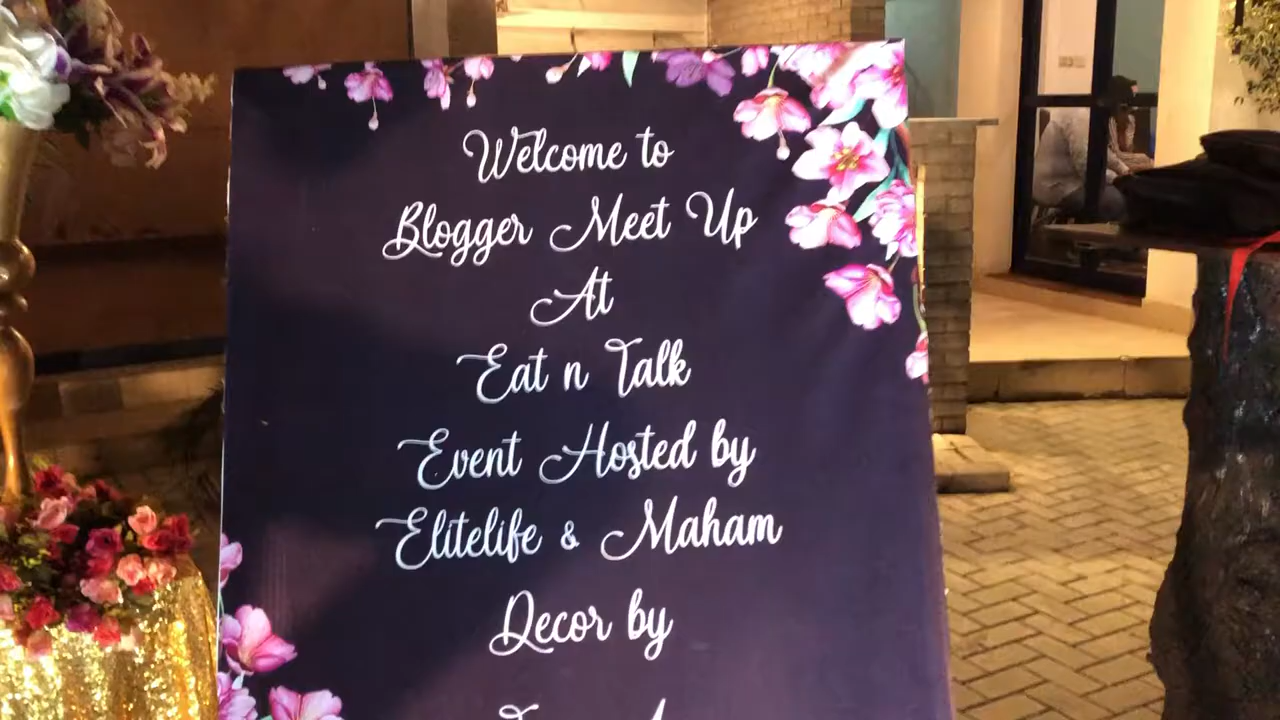 Welcome to
Blogger Meet Up
At
Eat n Talk
Event Hosted by
Elitelife & Maham
Decor by